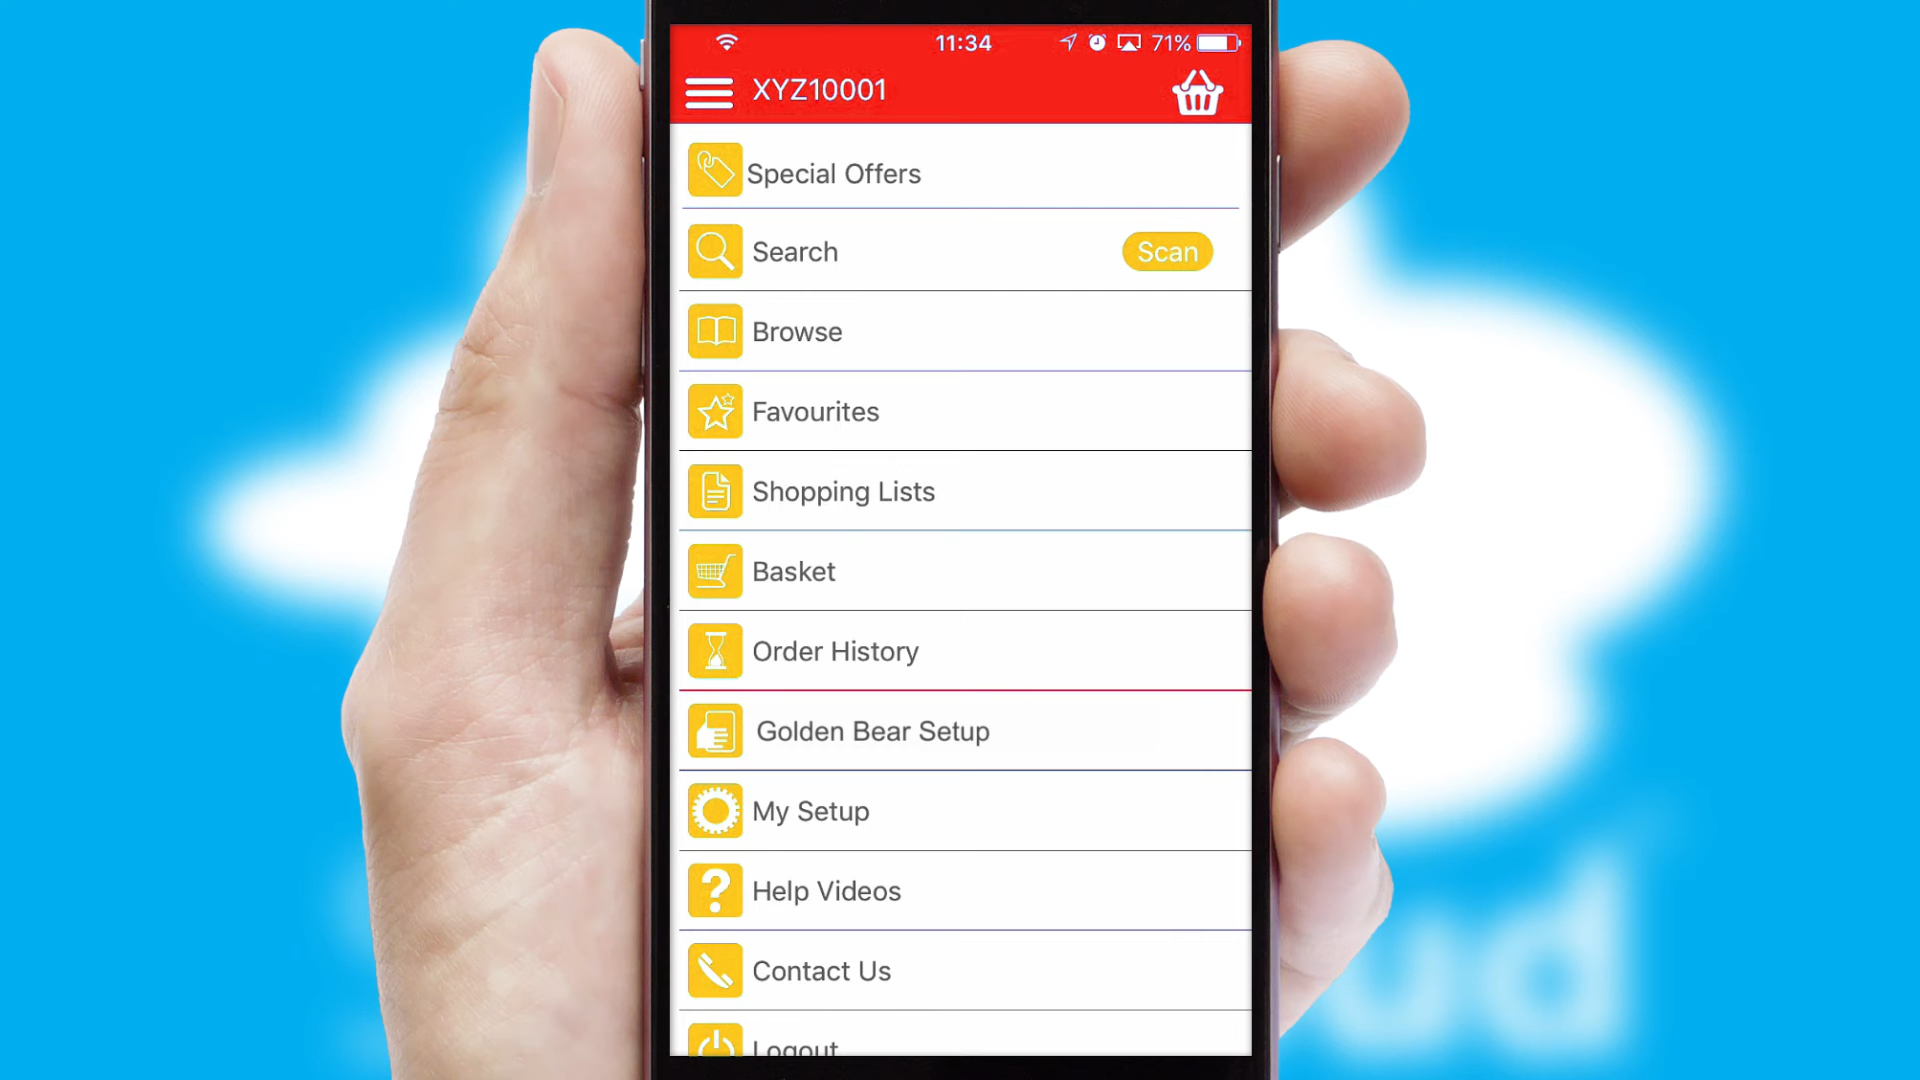 11:34 71%
XYZ10001
Special Offers
Search Scan
Browse
Favourites
Shopping Lists
Basket
Order History
Golden Bear Setup
My Setup
Help Videos
Contact Us
Logout